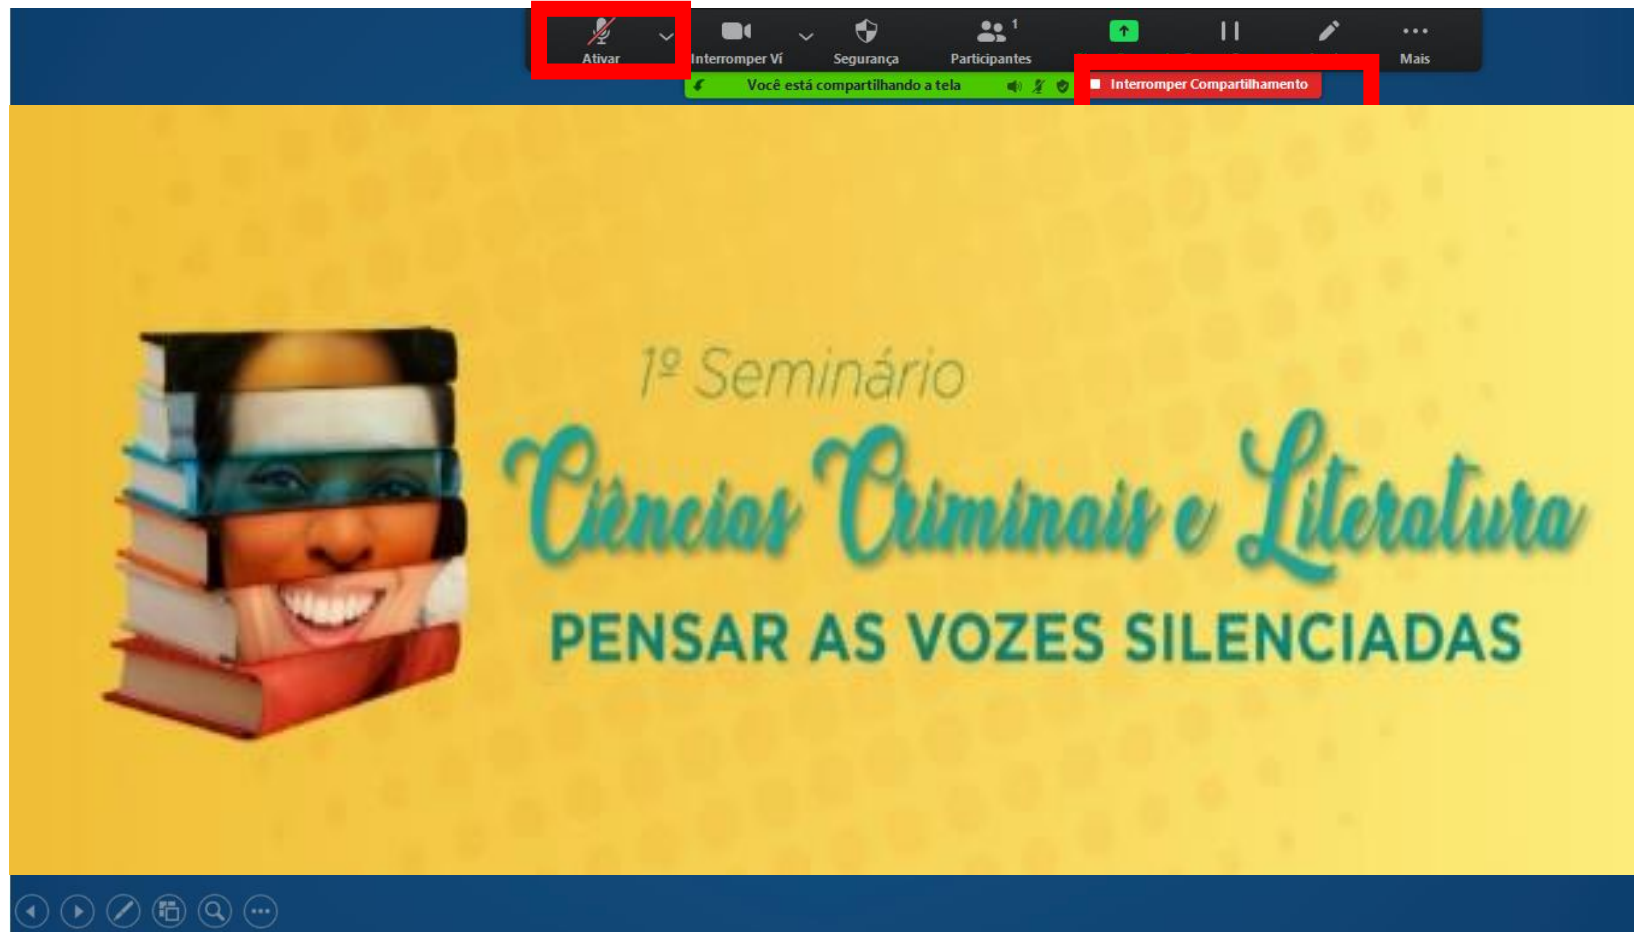 Ativar
Interromper Ví
Segurança
Participantes
1
Mais
Você está compartilhando a tela
Interromper Compartilhamento
1º Seminário
Ciências Criminais e Literatura
PENSAR AS VOZES SILENCIADAS